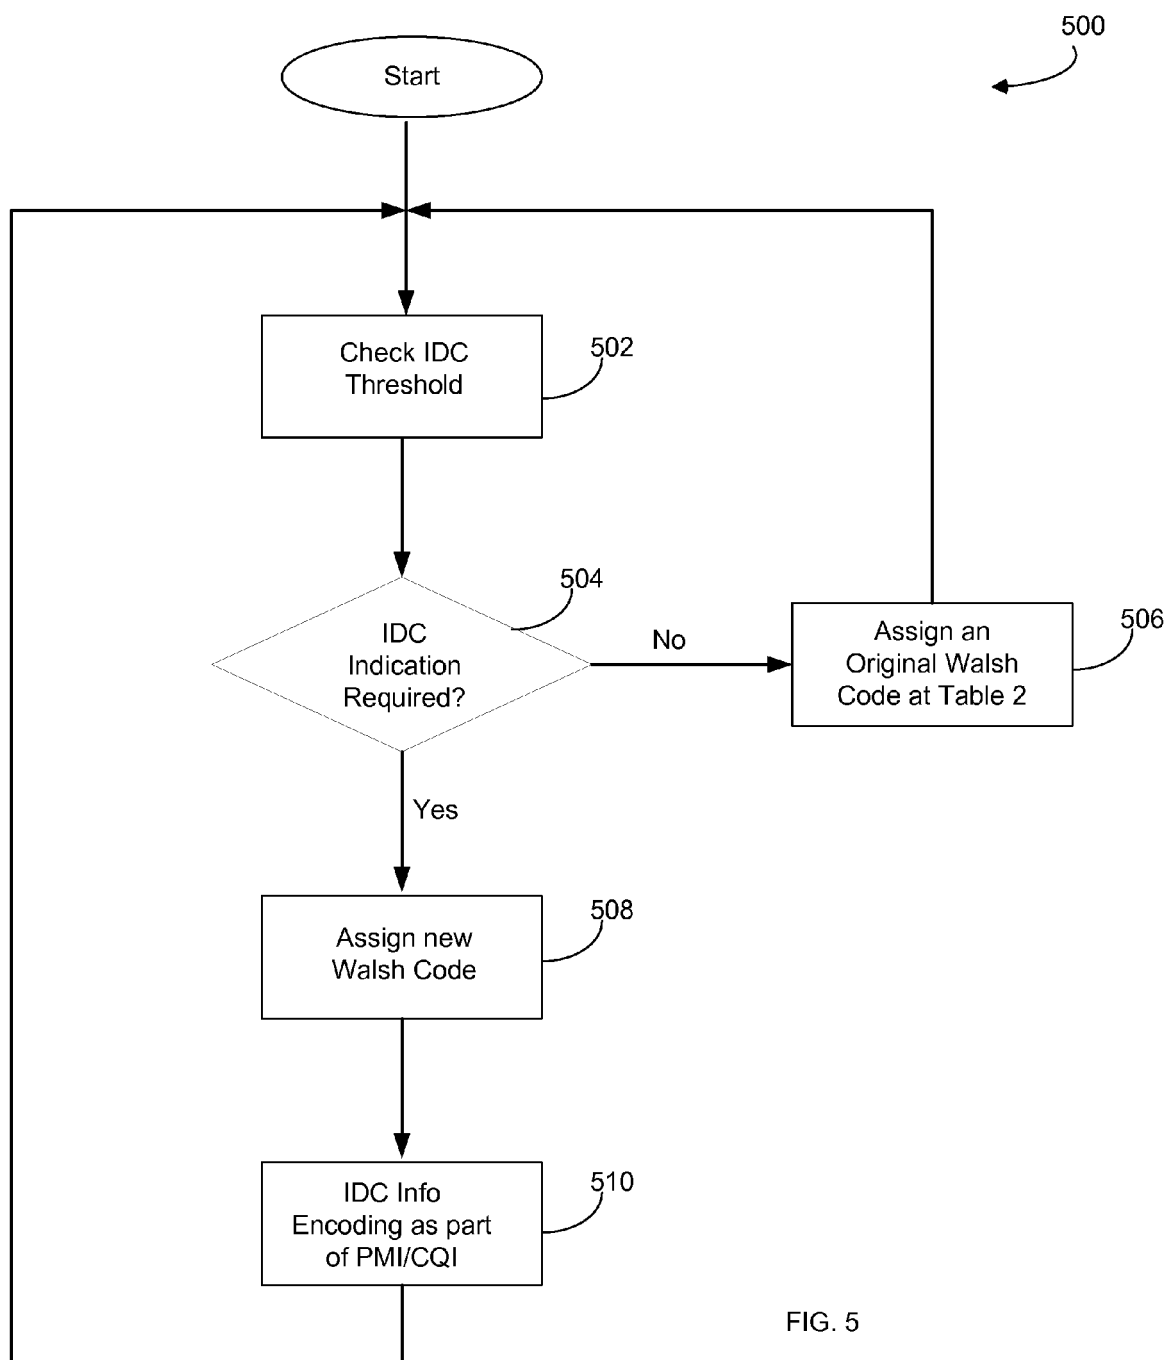 500
Start
Check IDC
Threshold
502
504
IDC
Indication
Required?
No
Assign an
Original Walsh
Code at Table 2
506
Yes
Assign new
Walsh Code
508
IDC Info
Encoding as part
of PMI/CQI
510
FIG. 5